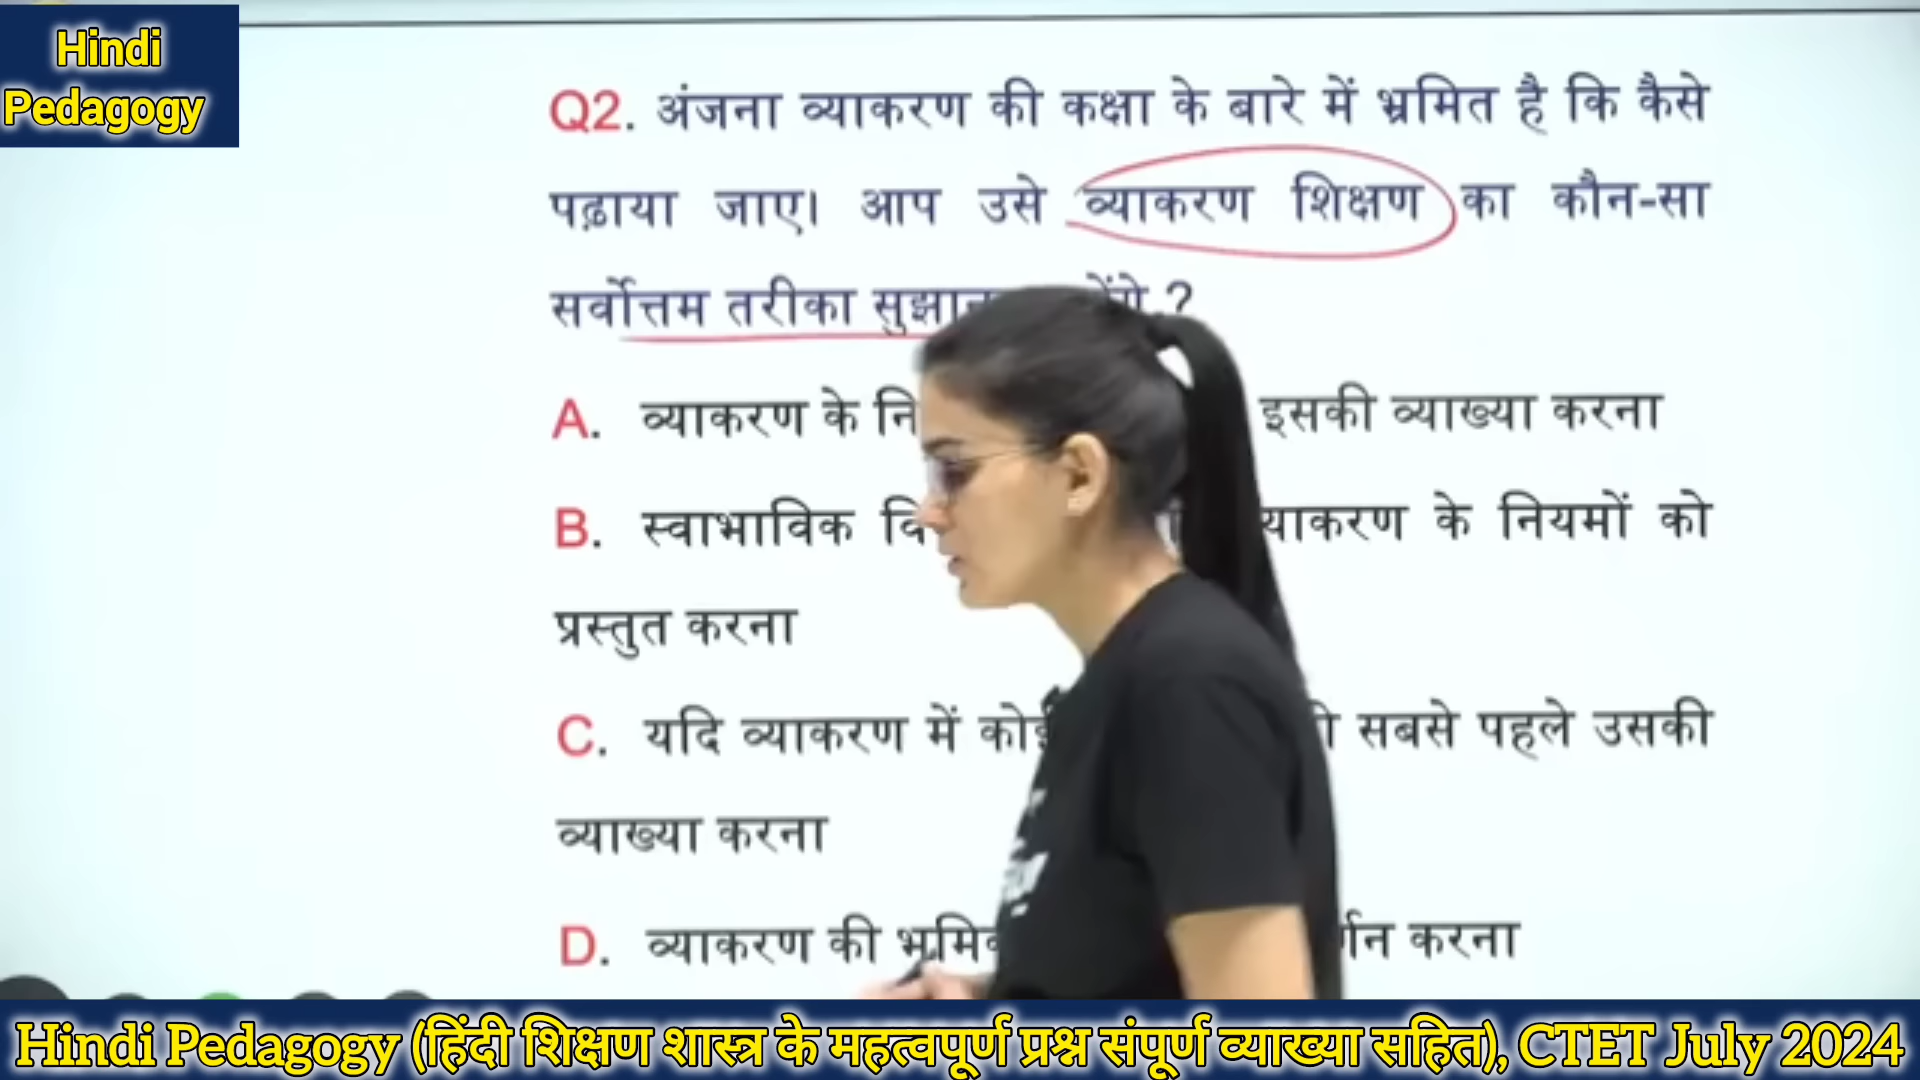 Hindi
Pedagogy
Q2. अंजना व्याकरण की कक्षा के बारे में भ्रमित है कि कैसे
पढ़ाया जाए। आप उसे व्याकरण शिक्षण का कौन-सा
सर्वोत्तम तरीका ?
A. व्याकरण के इसकी व्याख्या करना
B. स्वाभाविक के नियमों को
प्रस्तुत करना
C. यदि व्याकरण में सबसे पहले उसकी
व्याख्या करना
D. व्याकरण की करना
Hindi Pedagogy (हिंदी शिक्षण शास्त्र के महत्वपूर्ण प्रश्न संपूर्ण व्याख्या सहित), CTET July 2024